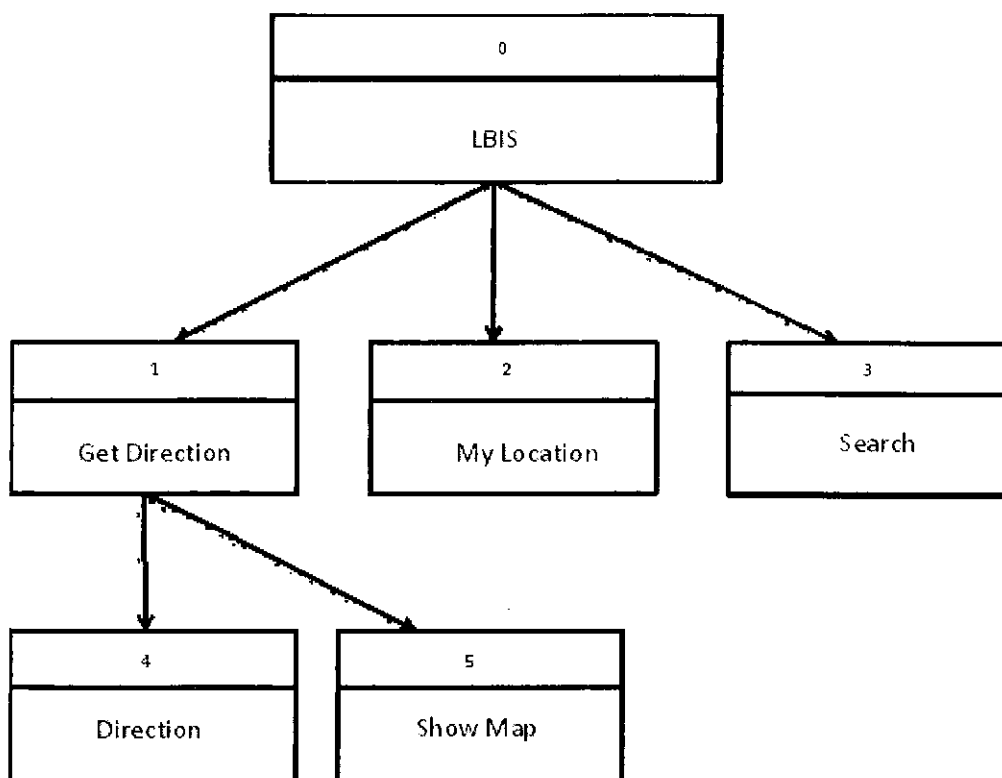 0
LBIS
1
Get Direction
2
My Location
3
Search
4
Direction
5
Show Map